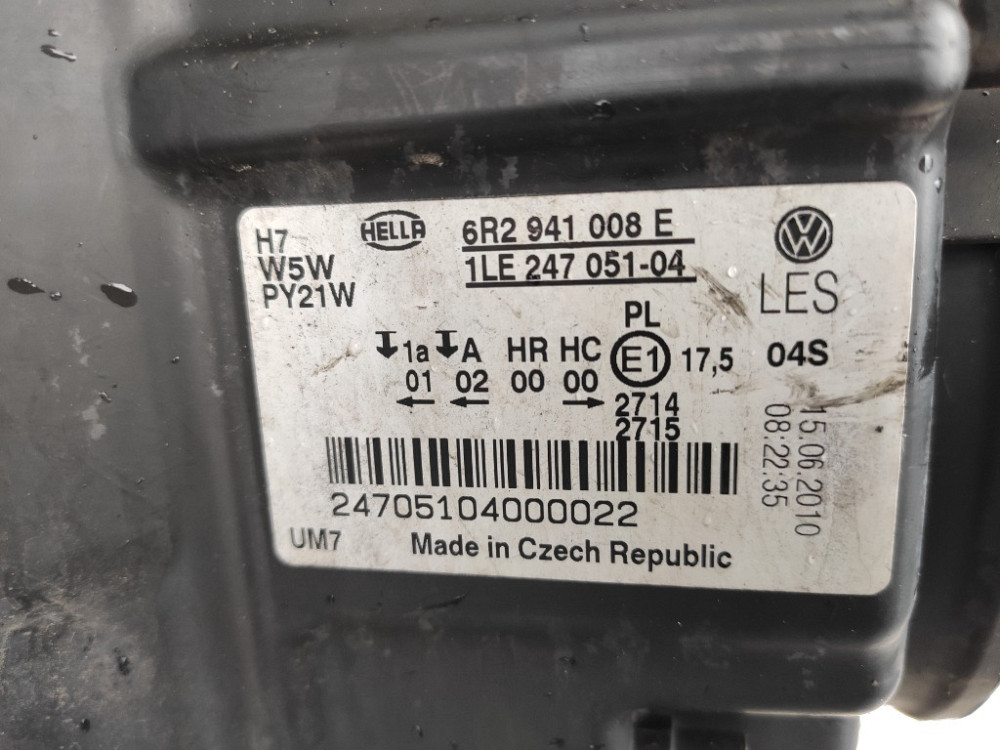 H7
W5W
PY21W
HELLA
6R2 941 008 E
1LE 247 051-04
LES
PL
1a A HR HC E1 17,5 04S
01 02 00 00
2714
2715
15.06.2010
08:22:35
24705104000022
UM7
Made in Czech Republic